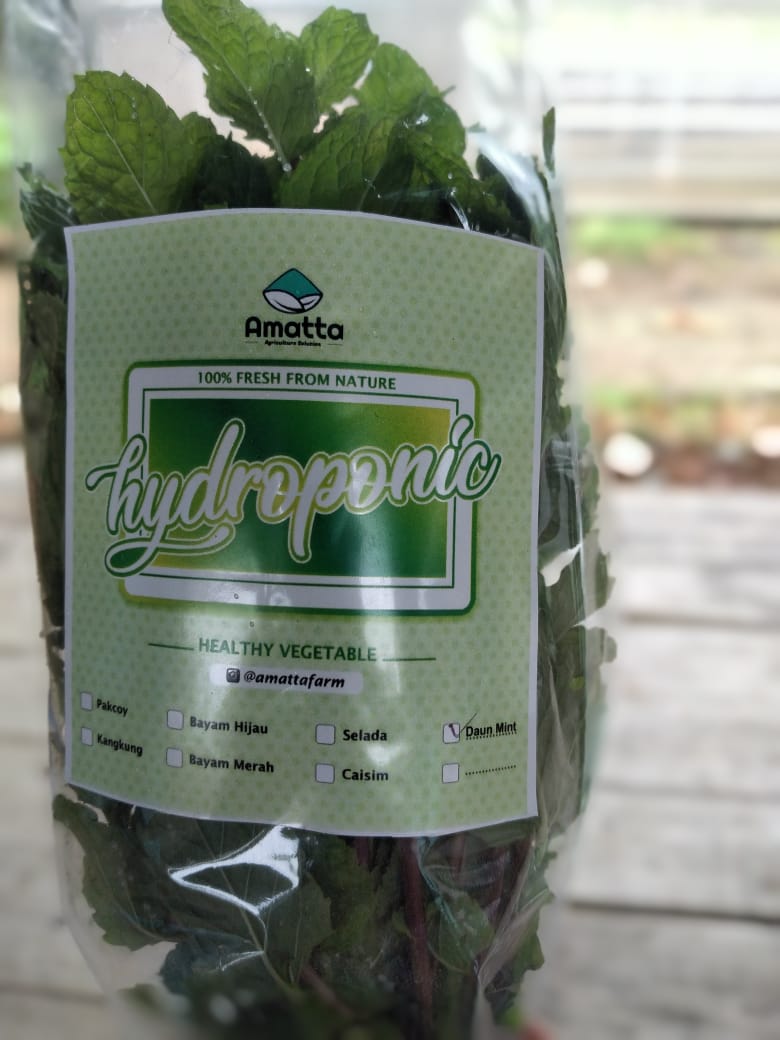 Amatta
Agriculture Solution
100% FRESH FROM NATURE
hydroponic
HEALTHY VEGETABLE
@amattafarm
Pakcoy Bayam Hijau Selada Daun Mint
Kangkung Bayam Merah Caisim ............